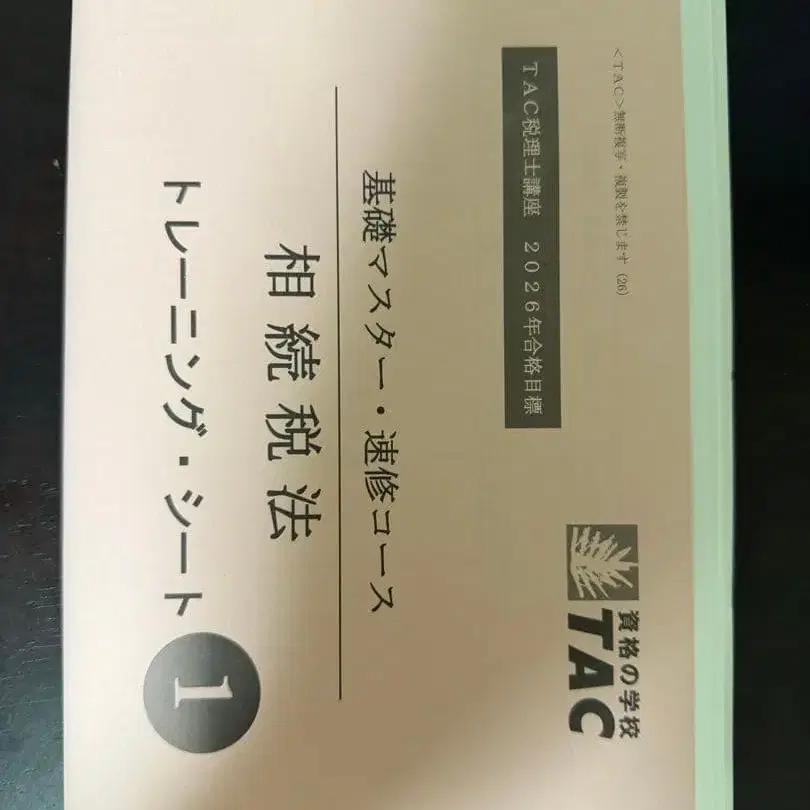 <TAC>無断複写・複製を禁じます(26)
TAC税理士講座 2026年合格目標
資格の学校
TAC
基礎マスター・速修コース
相続税法
トレーニング・シート 1